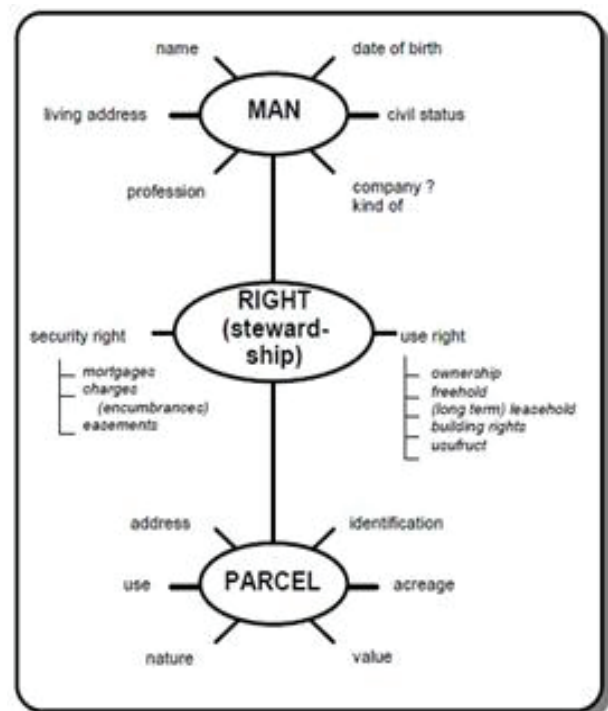 name
date of birth
MAN
living address
civil status
profession
company ?
kind of
RIGHT
(steward-
ship)
security right
use right
mortgages
charges
(encumbrances)
easements
ownership
freehold
(long term) leasehold
building rights
usufruct
address
identification
PARCEL
use
acreage
nature
value